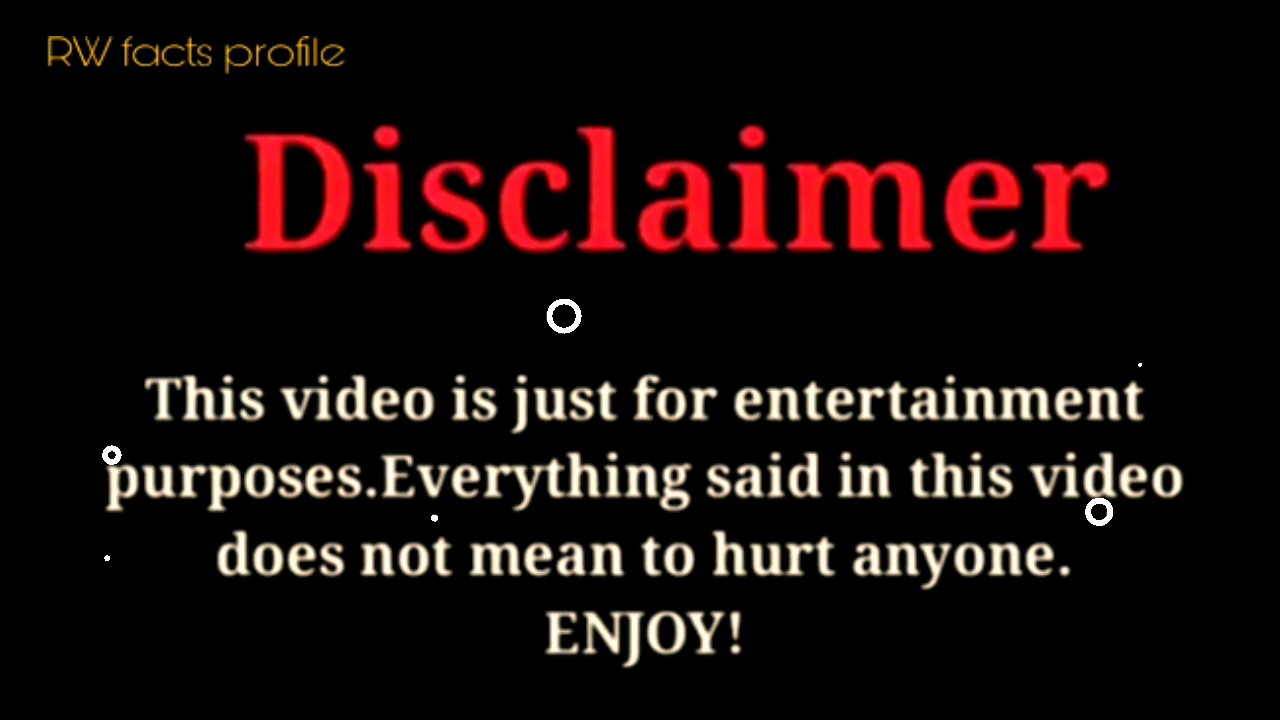 RW facts profile
Disclaimer
This video is just for entertainment
purposes.Everything said in this video
does not mean to hurt anyone.
ENJOY!